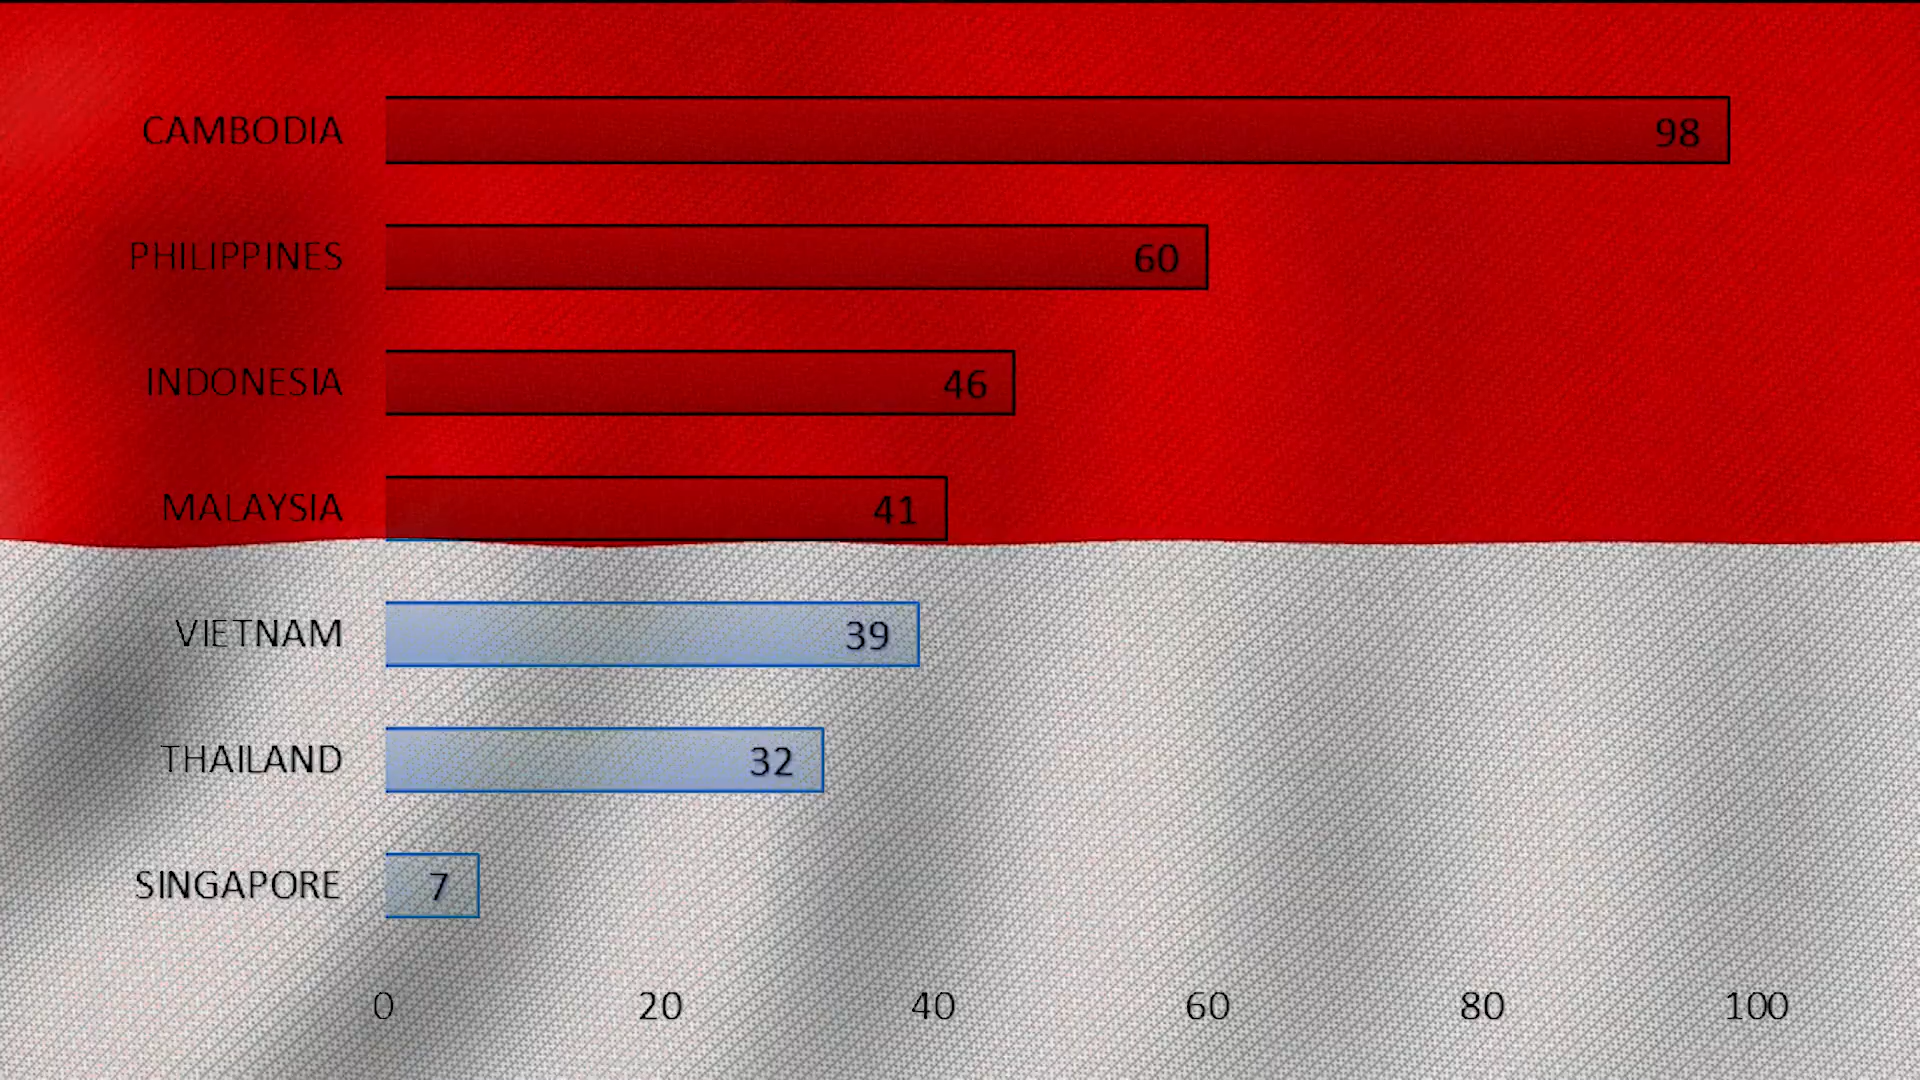 CAMBODIA 98
PHILIPPINES 60
INDONESIA 46
MALAYSIA 41
VIETNAM 39
THAILAND 32
SINGAPORE 7
0 20 40 60 80 100